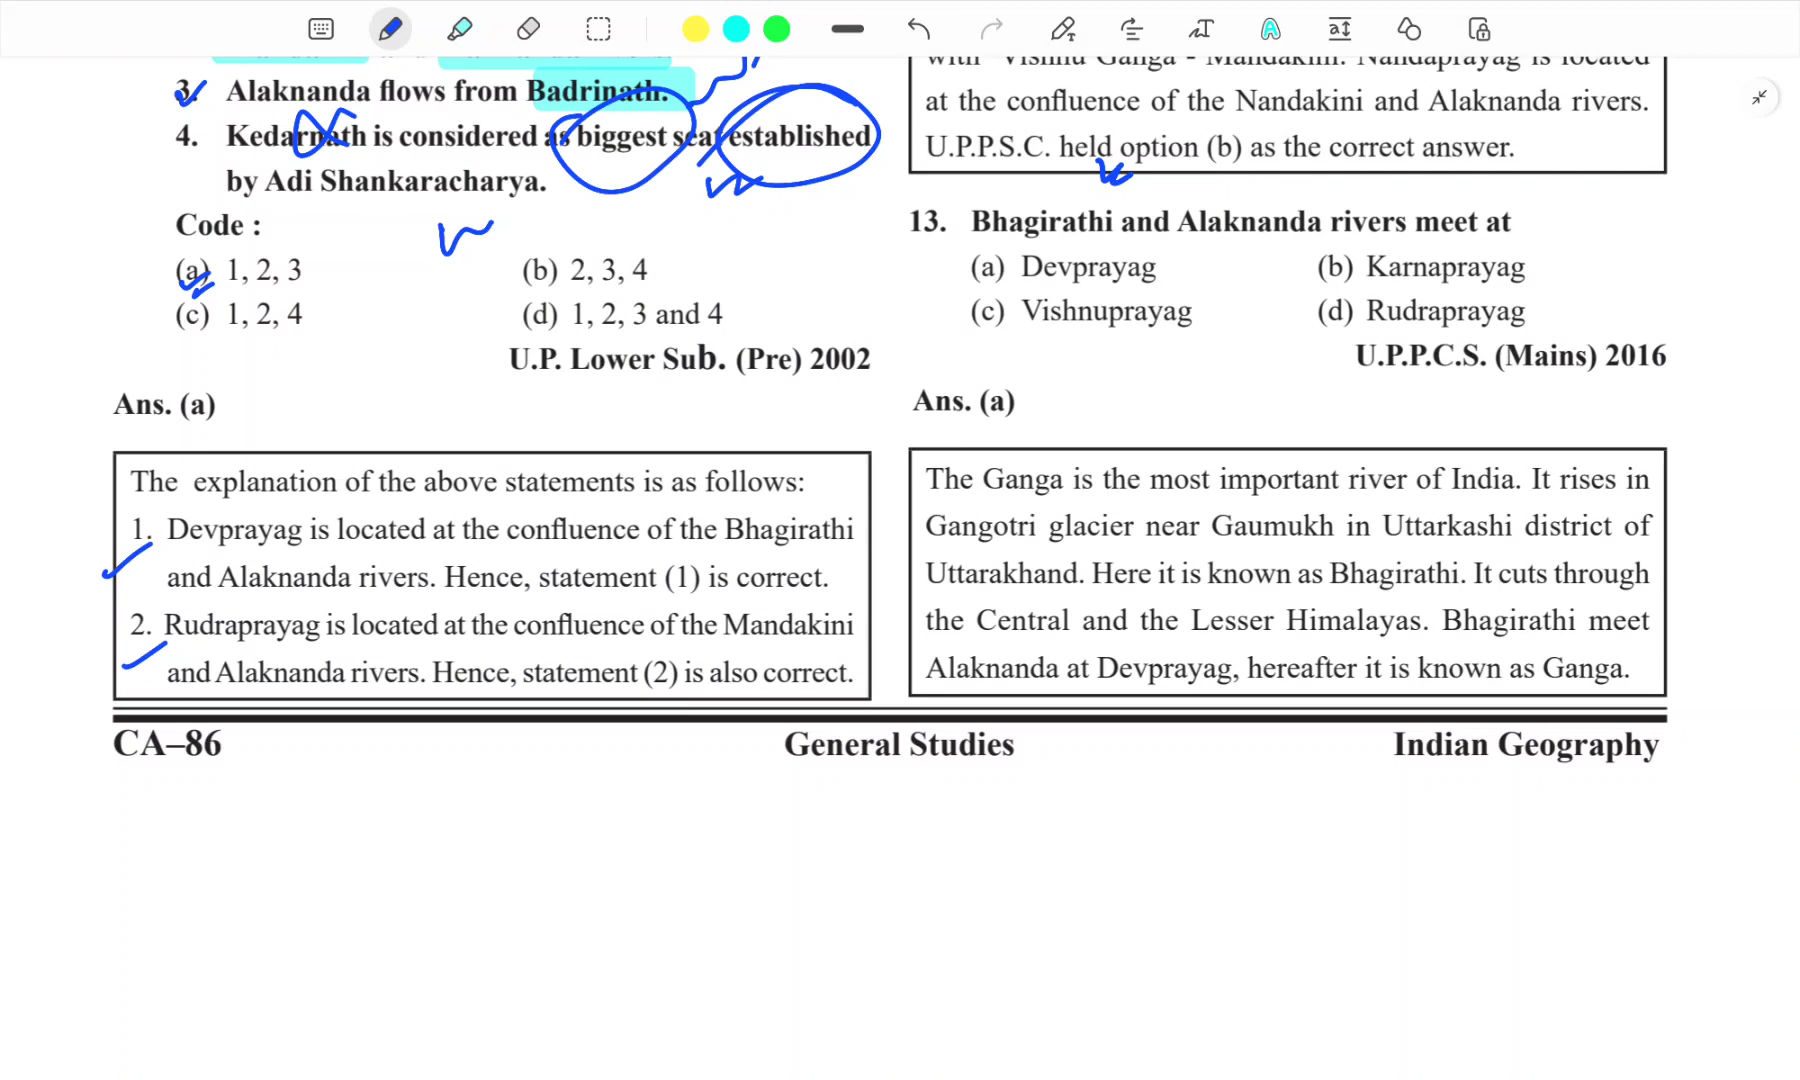 3. Alaknanda flows from Badrinath.
4. Kedarnath is considered as biggest seat established
by Adi Shankaracharya.
Code :
(a) 1, 2, 3 (b) 2, 3, 4
(c) 1, 2, 4 (d) 1, 2, 3 and 4
U.P. Lower Sub. (Pre) 2002
Ans. (a)
The explanation of the above statements is as follows:
1. Devprayag is located at the confluence of the Bhagirathi
and Alaknanda rivers. Hence, statement (1) is correct.
2. Rudraprayag is located at the confluence of the Mandakini
and Alaknanda rivers. Hence, statement (2) is also correct.
with Vishnu Ganga - Mandakini. Nandaprayag is located
at the confluence of the Nandakini and Alaknanda rivers.
U.P.P.S.C. held option (b) as the correct answer.
13. Bhagirathi and Alaknanda rivers meet at
(a) Devprayag (b) Karnaprayag
(c) Vishnuprayag (d) Rudraprayag
U.P.P.C.S. (Mains) 2016
Ans. (a)
The Ganga is the most important river of India. It rises in
Gangotri glacier near Gaumukh in Uttarkashi district of
Uttarakhand. Here it is known as Bhagirathi. It cuts through
the Central and the Lesser Himalayas. Bhagirathi meet
Alaknanda at Devprayag, hereafter it is known as Ganga.
CA–86 General Studies Indian Geography